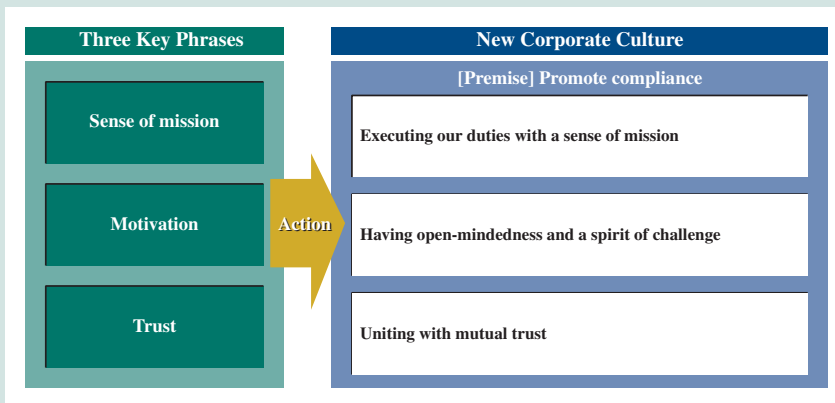 Three Key Phrases
Sense of mission
Motivation
Trust
Action
New Corporate Culture
[Premise] Promote compliance
Executing our duties with a sense of mission
Having open-mindedness and a spirit of challenge
Uniting with mutual trust